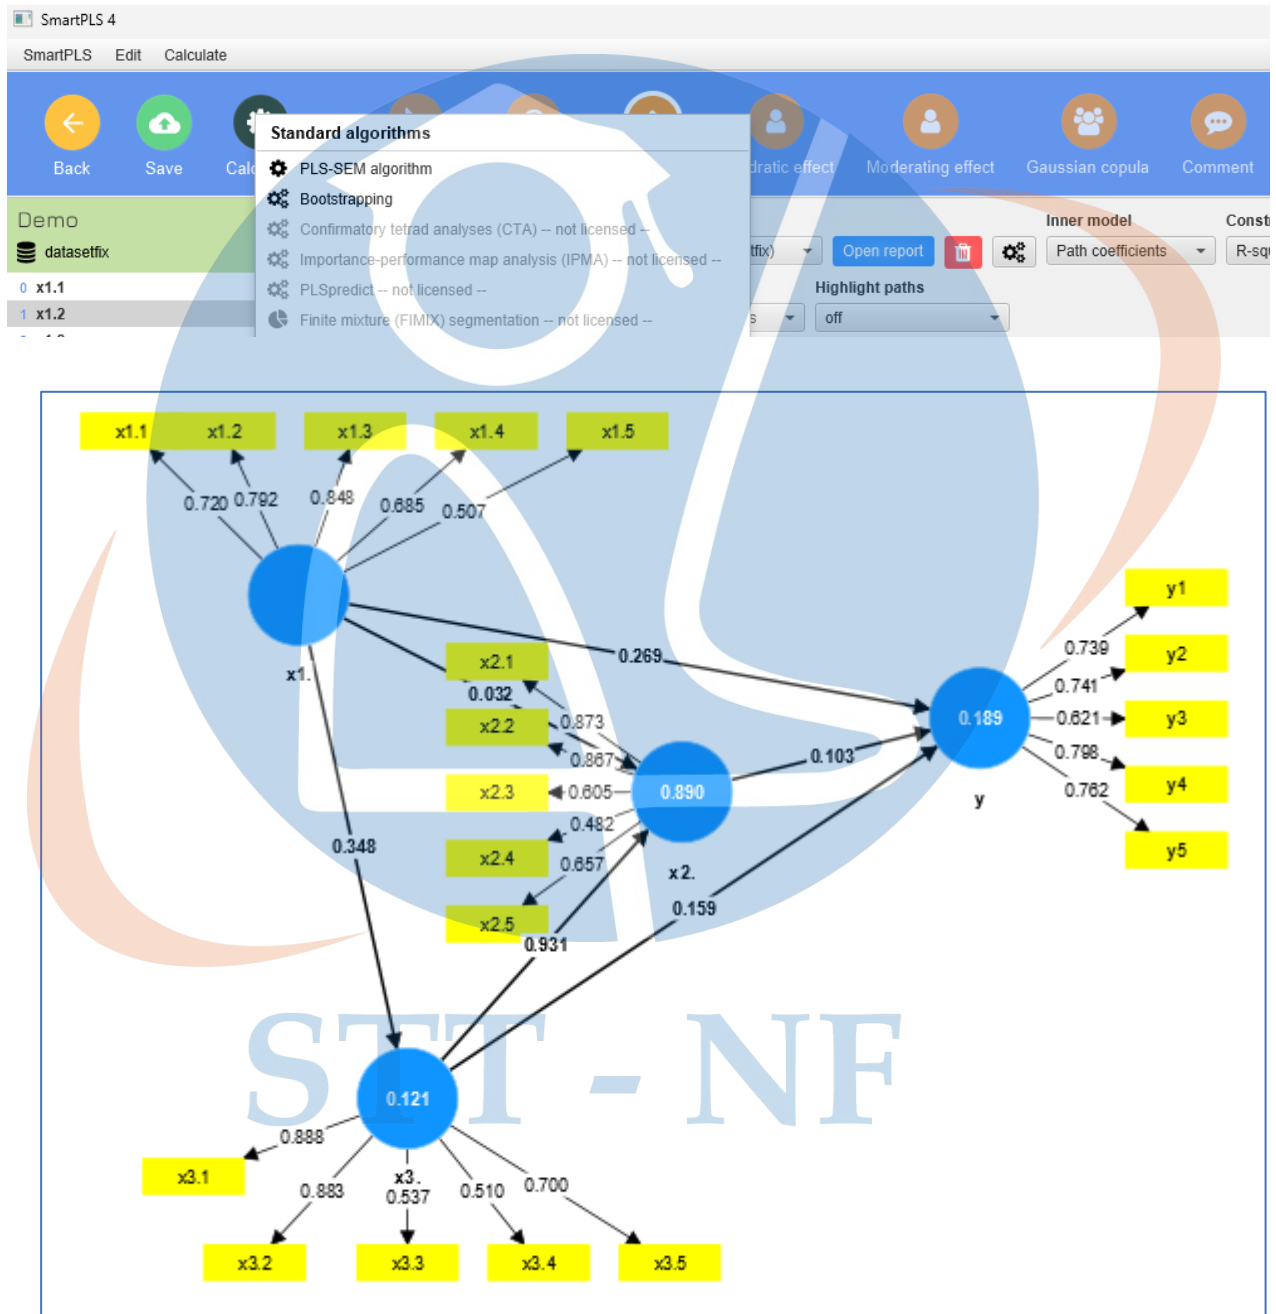 SmartPLS 4
SmartPLS Edit Calculate
Back Save Calc dratic effect Moderating effect Gaussian copula Comment
Standard algorithms
PLS-SEM algorithm
Bootstrapping
Confirmatory tetrad analyses (CTA) -- not licensed --
Importance-performance map analysis (IPMA) -- not licensed --
PLSpredict -- not licensed --
Finite mixture (FIMIX) segmentation -- not licensed --
Demo
datasetfix
0 x1.1
1 x1.2
Inner model Constr
tfix) Open report Path coefficients R-squ
Highlight paths
s off
x1.1 x1.2 x1.3 x1.4 x1.5
0.720 0.792 0.848 0.685 0.507
x1.
0.269
0.032
0.348
x2.1
x2.2
x2.3
x2.4
x2.5
0.873
0.867
0.605
0.482
0.657
0.890
x2.
0.103
0.159
0.931
y1
y2
y3
y4
y5
0.739
0.741
0.621
0.798
0.762
0.189
y
STT - NF
0.121
x3.
0.888
0.883
0.537
0.510
0.700
x3.1
x3.2 x3.3 x3.4 x3.5